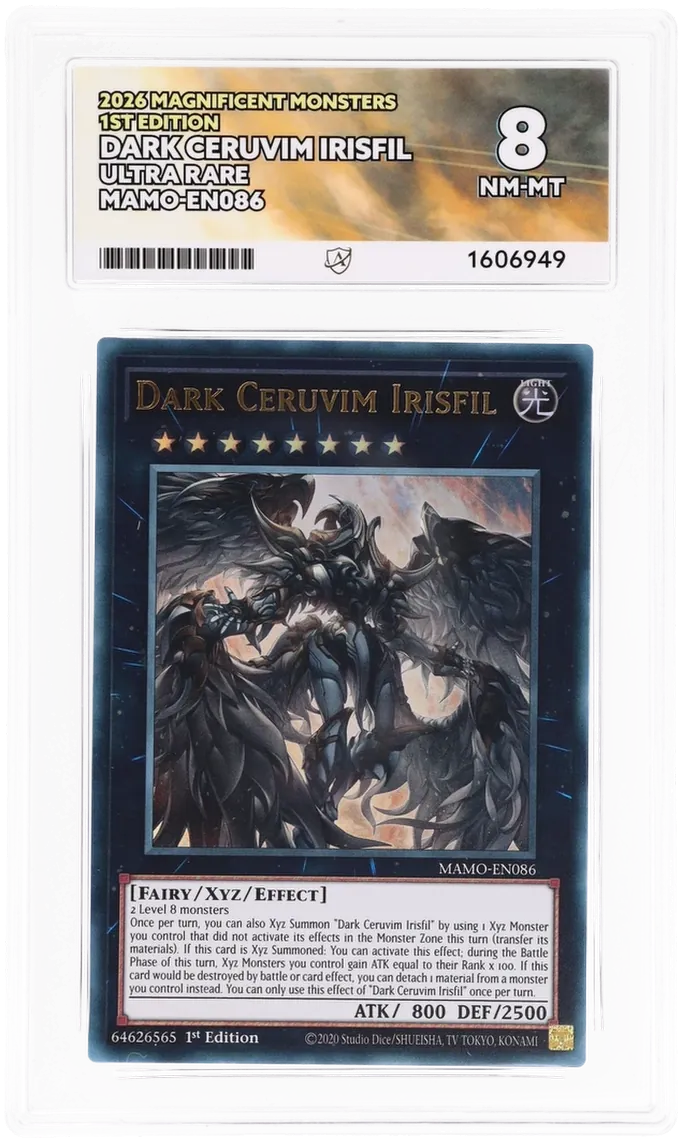 2026 MAGNIFICENT MONSTERS
1ST EDITION
DARK CERUVIM IRISFIL
ULTRA RARE
MAMO-EN086
8
NM-MT
A
1606949
DARK CERUVIM IRISFIL
LIGHT
光
MAMO-EN086
[FAIRY/XYZ/EFFECT]
2 Level 8 monsters
Once per turn, you can also Xyz Summon "Dark Ceruvim Irisfil" by using 1 Xyz Monster
you control that did not activate its effects in the Monster Zone this turn (transfer its
materials). If this card is Xyz Summoned: You can activate this effect; during the Battle
Phase of this turn, Xyz Monsters you control gain ATK equal to their Rank x 100. If this
card would be destroyed by battle or card effect, you can detach 1 material from a monster
you control instead. You can only use this effect of "Dark Ceruvim Irisfil" once per turn.
ATK/ 800 DEF/2500
64626565 1st Edition ©2020 Studio Dice/SHUEISHA, TV TOKYO, KONAMI